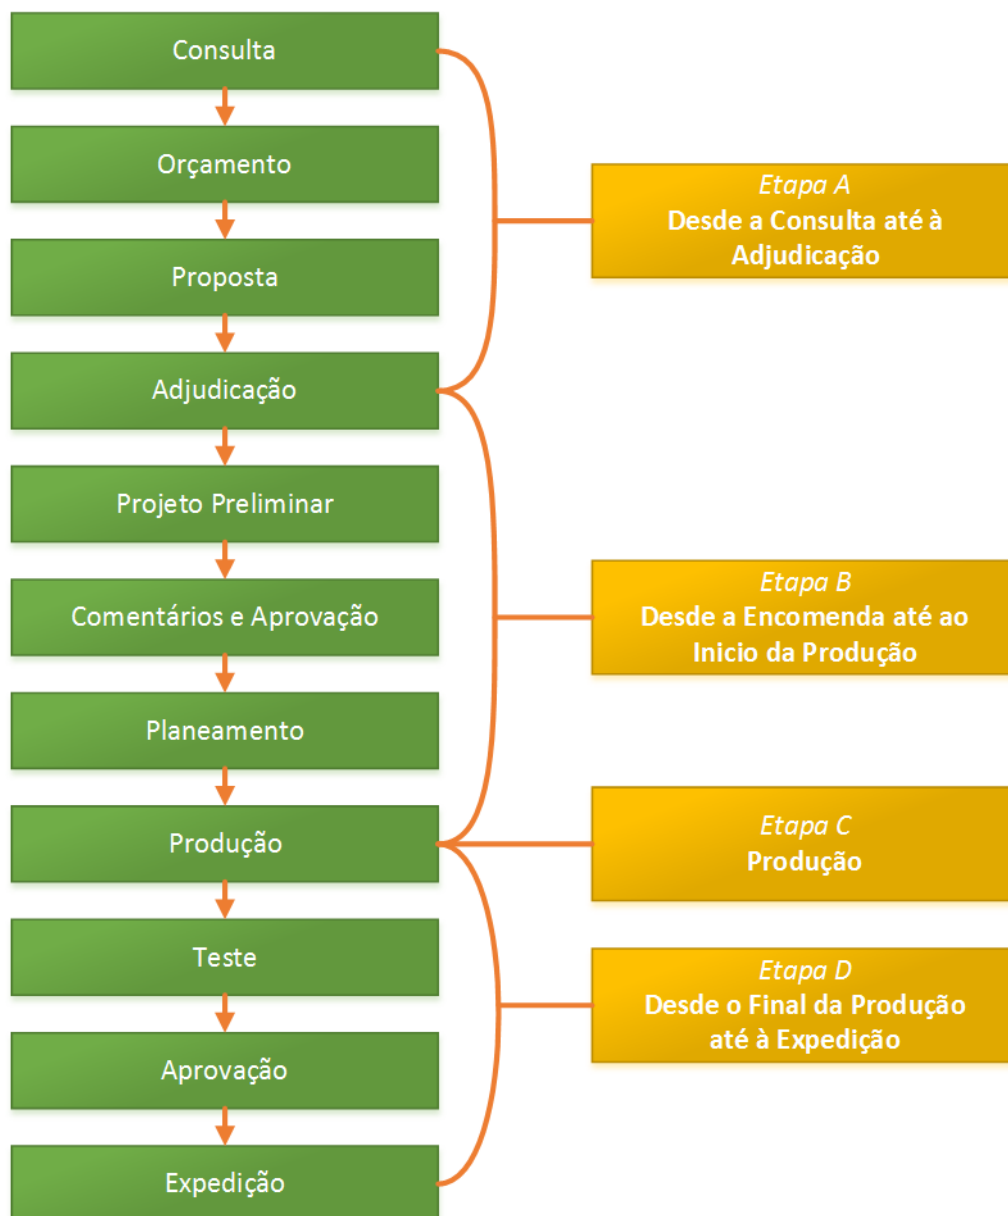 Consulta
Orçamento
Proposta
Adjudicação
Projeto Preliminar
Comentários e Aprovação
Planeamento
Produção
Teste
Aprovação
Expedição
Etapa A
Desde a Consulta até à
Adjudicação
Etapa B
Desde a Encomenda até ao
Inicio da Produção
Etapa C
Produção
Etapa D
Desde o Final da Produção
até à Expedição